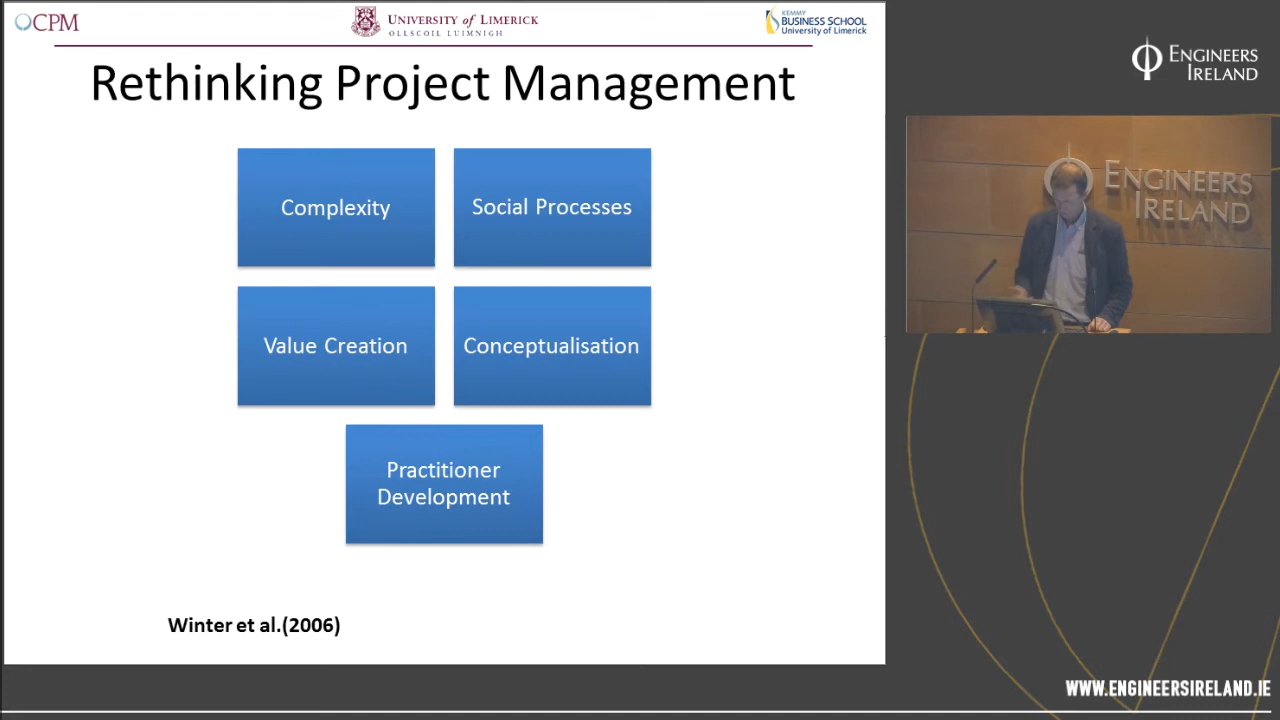 CPM
UNIVERSITY of LIMERICK
OLLSCOIL LUIMNIGH
KEMMY
BUSINESS SCHOOL
University of Limerick
Rethinking Project Management
Complexity
Social Processes
Value Creation
Conceptualisation
Practitioner
Development
Winter et al.(2006)
ENGINEERS
IRELAND
ENGINEERS
IRELAND
WWW.ENGINEERSIRELAND.IE